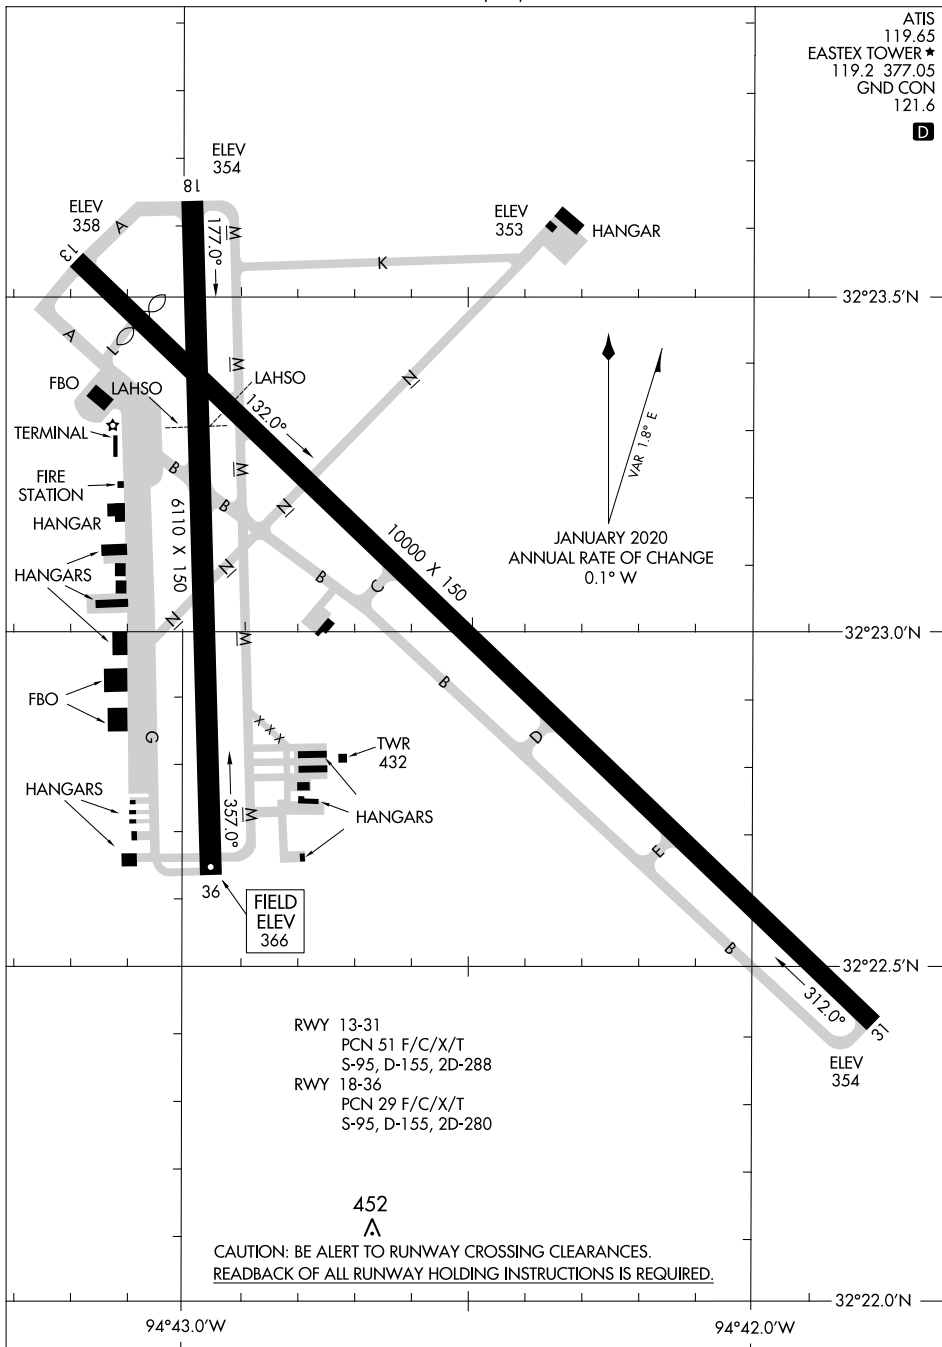 ATIS
119.65
EASTEX TOWER ★
119.2 377.05
GND CON
121.6
D
ELEV
354
18
ELEV
358
13
A
177.0°
M
ELEV
353
HANGAR
K
32°23.5'N
A
L
M
N
FBO
LAHSO
LAHSO
132.0°
VAR 1.8° E
TERMINAL
B
M
FIRE
STATION
B
N
HANGAR
6110 X 150
10000 X 150
JANUARY 2020
ANNUAL RATE OF CHANGE
0.1° W
HANGARS
N
B
C
N
M
32°23.0'N
B
FBO
G
X X X
D
TWR
432
HANGARS
357.0°
M
HANGARS
E
36
FIELD
ELEV
366
B
32°22.5'N
312.0°
31
ELEV
354
RWY 13-31
PCN 51 F/C/X/T
S-95, D-155, 2D-288
RWY 18-36
PCN 29 F/C/X/T
S-95, D-155, 2D-280
452
CAUTION: BE ALERT TO RUNWAY CROSSING CLEARANCES.
READBACK OF ALL RUNWAY HOLDING INSTRUCTIONS IS REQUIRED.
32°22.0'N
94°43.0'W
94°42.0'W